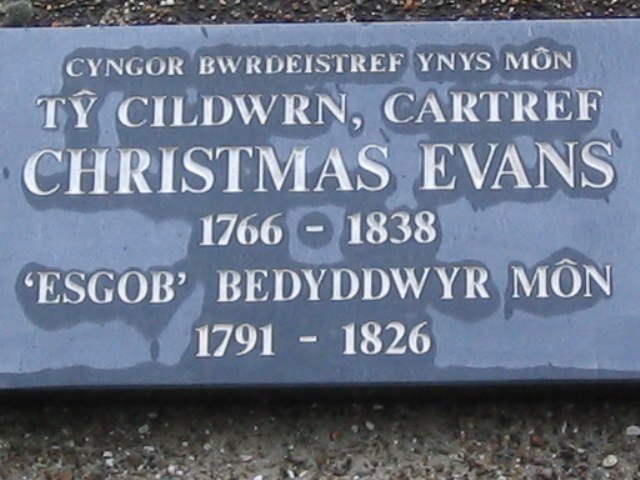 CYNGOR BWRDEISTREF YNYS MÔN
TŶ CILDWRN, CARTREF
CHRISTMAS EVANS
1766 - 1838
'ESGOB' BEDYDDWYR MÔN
1791 - 1826